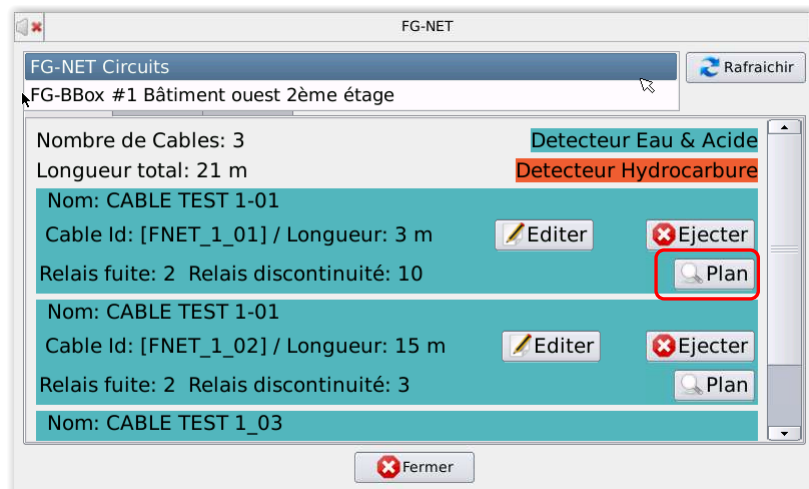 FG-NET
FG-NET Circuits
Rafraichir
FG-BBox #1 Bâtiment ouest 2ème étage
Nombre de Cables: 3
Detecteur Eau & Acide
Longueur total: 21 m
Detecteur Hydrocarbure
Nom: CABLE TEST 1-01
Cable Id: [FNET_1_01] / Longueur: 3 m
Editer
Ejecter
Relais fuite: 2 Relais discontinuité: 10
Plan
Nom: CABLE TEST 1-01
Cable Id: [FNET_1_02] / Longueur: 15 m
Editer
Ejecter
Relais fuite: 2 Relais discontinuité: 3
Plan
Nom: CABLE TEST 1_03
Fermer